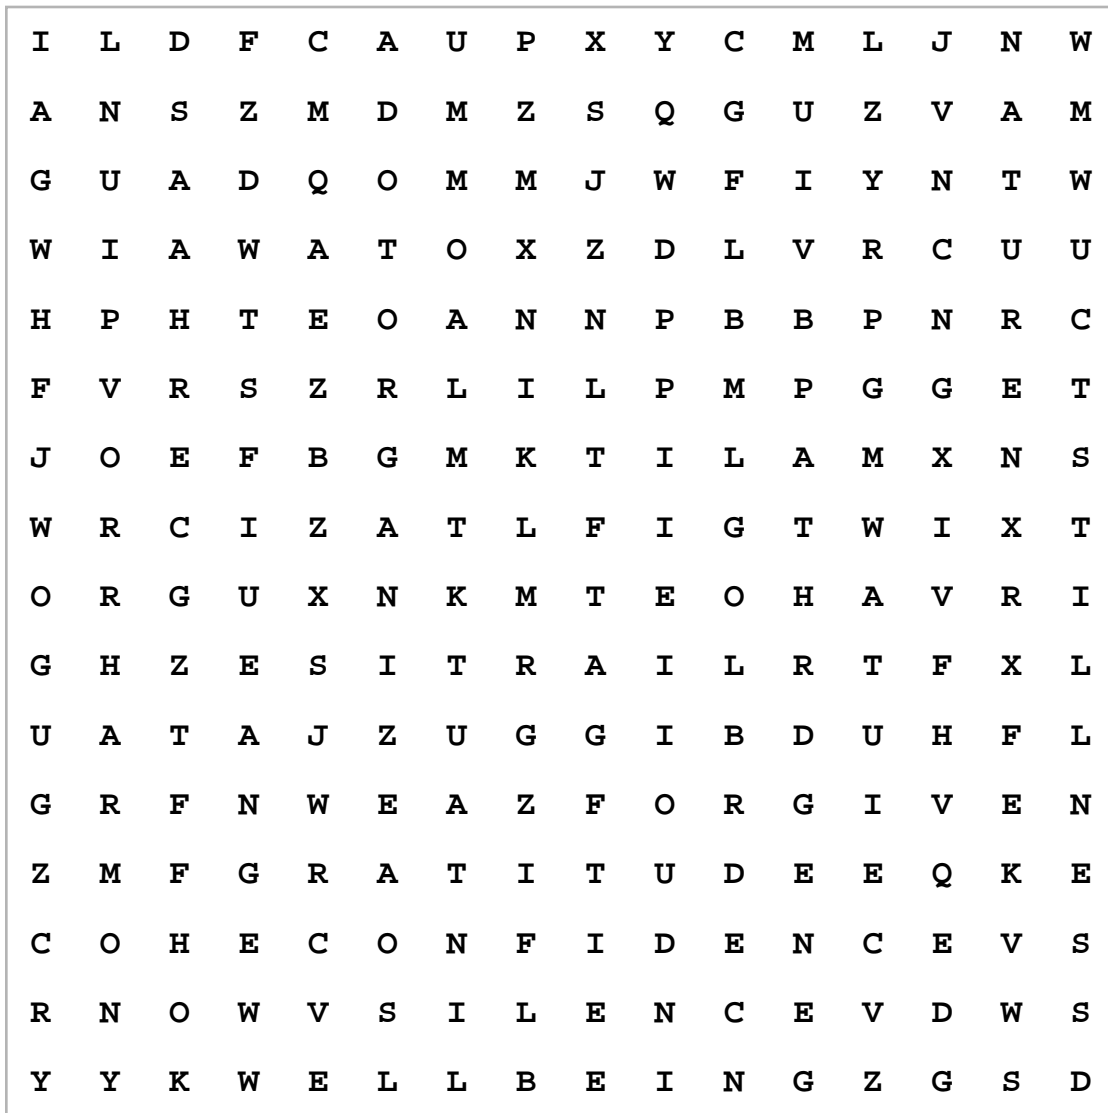 I L D F C A U P X Y C M L J N W
A N S Z M D M Z S Q G U Z V A M
G U A D Q O M M J W F I Y N T W
W I A W A T O X Z D L V R C U U
H P H T E O A N N P B B P N R C
F V R S Z R L I L P M P G G E T
J O E F B G M K T I L A M X N S
W R C I Z A T L F I G T W I X T
O R G U X N K M T E O H A V R I
G H Z E S I T R A I L R T F X L
U A T A J Z U G G I B D U H F L
G R F N W E A Z F O R G I V E N
Z M F G R A T I T U D E E Q K E
C O H E C O N F I D E N C E V S
R N O W V S I L E N C E V D W S
Y Y K W E L L B E I N G Z G S D